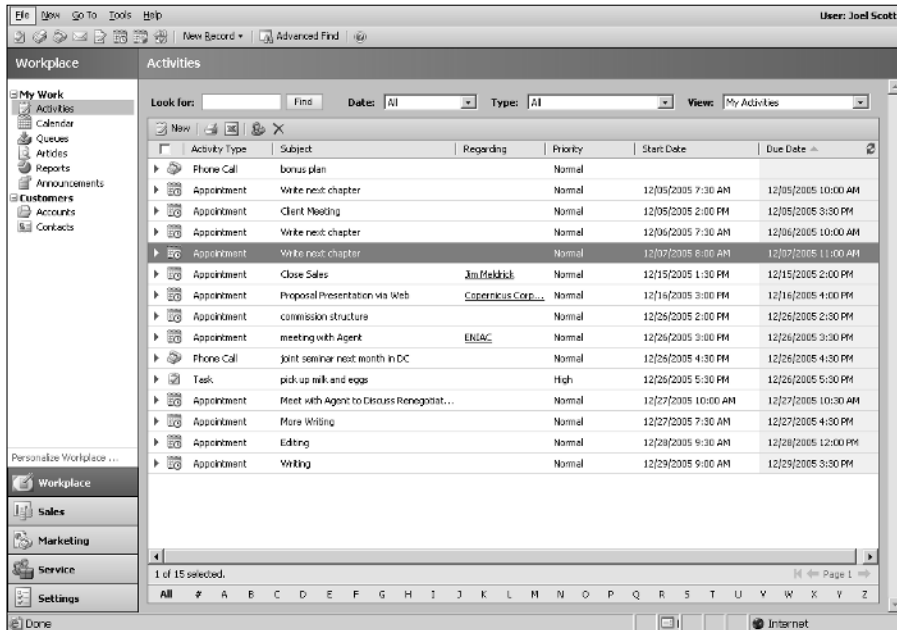 File New Go To Tools Help User: Joel Scott
New Record Advanced Find
Workplace Activities
My Work
Activities
Calendar
Queues
Articles
Reports
Announcements
Customers
Accounts
Contacts
Look for: Find Date: All Type: All View: My Activities
New
Activity Type Subject Regarding Priority Start Date Due Date
Phone Call bonus plan Normal
Appointment Write next chapter Normal 12/05/2005 7:30 AM 12/05/2005 10:00 AM
Appointment Client Meeting Normal 12/05/2005 2:00 PM 12/05/2005 3:30 PM
Appointment Write next chapter Normal 12/06/2005 7:30 AM 12/06/2005 10:00 AM
Appointment Write next chapter Normal 12/07/2005 8:00 AM 12/07/2005 11:00 AM
Appointment Close Sales Jim Meldrick Normal 12/15/2005 1:30 PM 12/15/2005 2:00 PM
Appointment Proposal Presentation via Web Copernicus Corp... Normal 12/16/2005 3:00 PM 12/16/2005 4:00 PM
Appointment commission structure Normal 12/26/2005 2:00 PM 12/26/2005 2:30 PM
Appointment meeting with Agent ENIAC Normal 12/26/2005 3:00 PM 12/26/2005 3:30 PM
Phone Call joint seminar next month in DC Normal 12/26/2005 4:30 PM 12/26/2005 4:30 PM
Task pick up milk and eggs High 12/26/2005 5:30 PM 12/26/2005 5:30 PM
Appointment Meet with Agent to Discuss Renegotiat... Normal 12/27/2005 10:00 AM 12/27/2005 10:30 AM
Appointment More Writing Normal 12/27/2005 7:30 AM 12/27/2005 4:30 PM
Appointment Editing Normal 12/28/2005 9:30 AM 12/28/2005 12:00 PM
Appointment Writing Normal 12/29/2005 9:00 AM 12/29/2005 3:30 PM
Personalize Workplace ...
Workplace
Sales
Marketing
Service
Settings
1 of 15 selected. Page 1
All # A B C D E F G H I J K L M N O P Q R S T U V W X Y Z
Done Internet